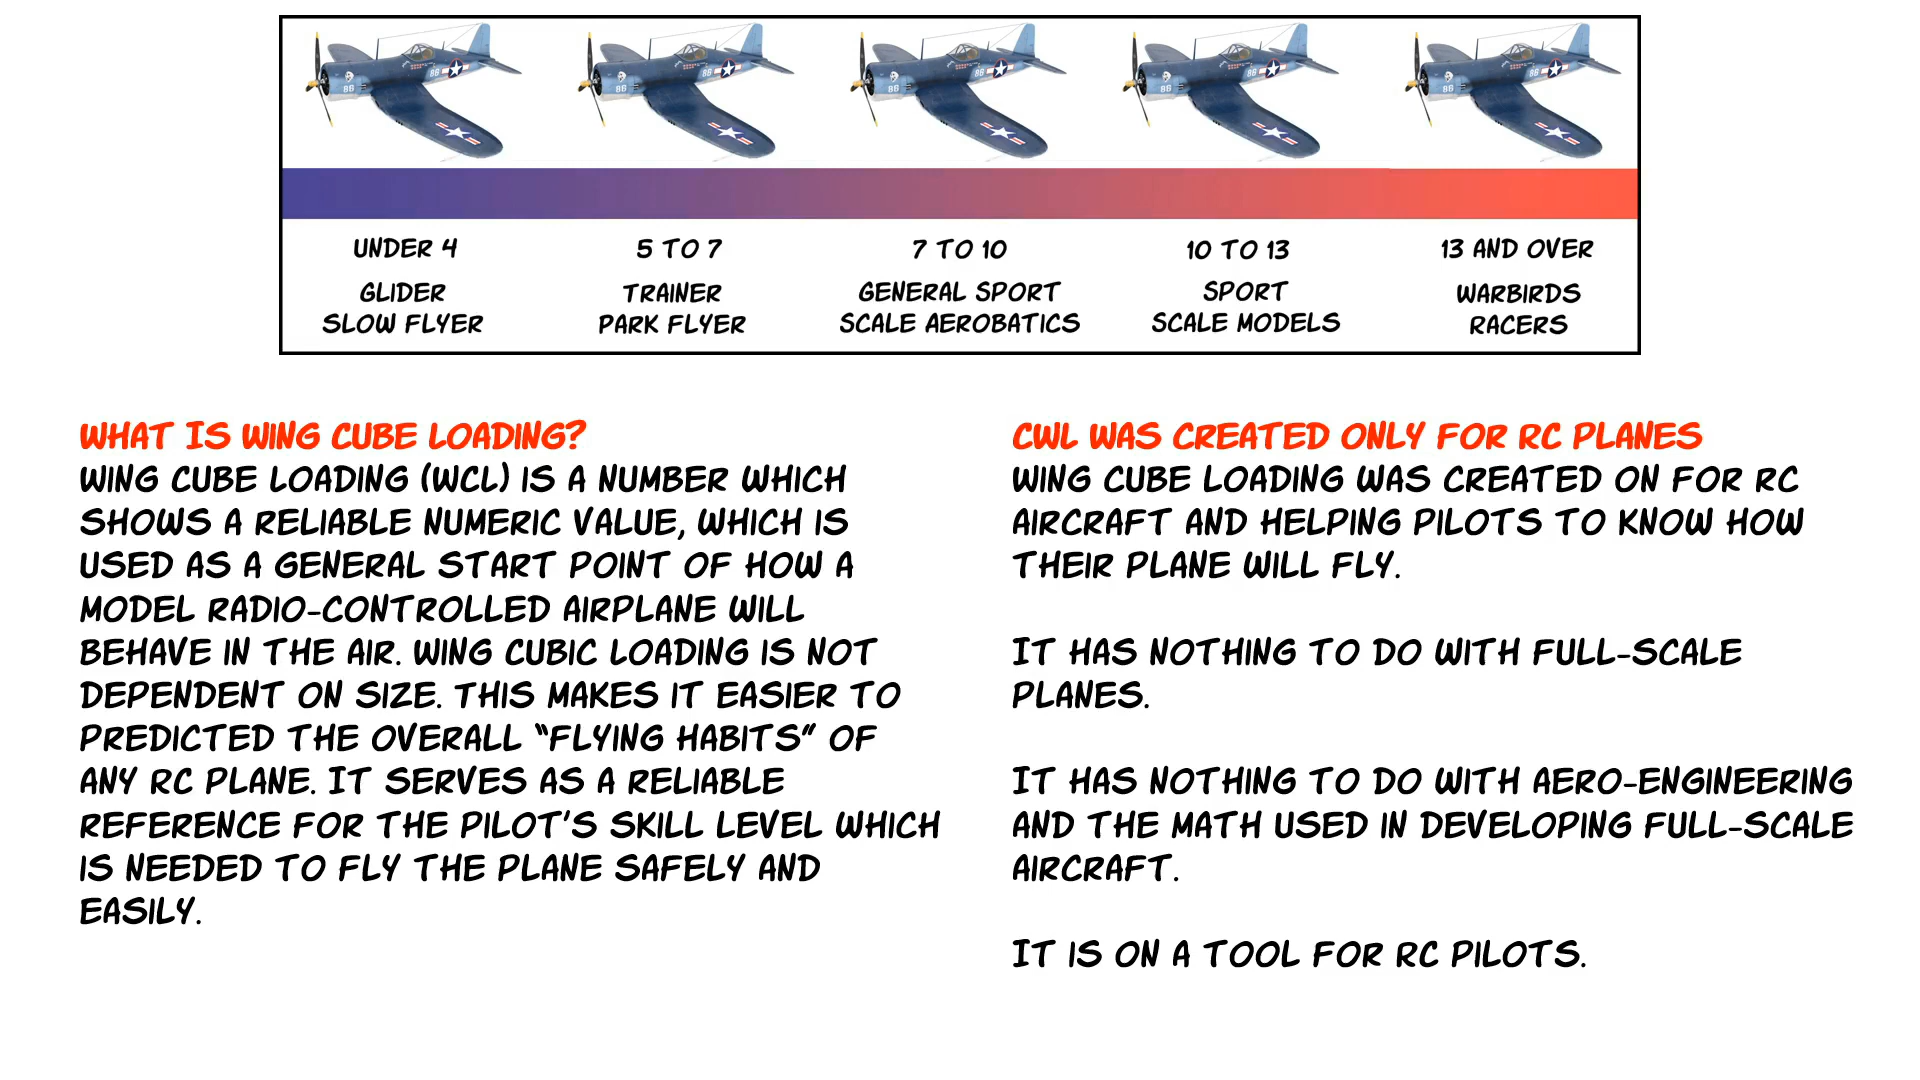 UNDER 4
GLIDER
SLOW FLYER
5 TO 7
TRAINER
PARK FLYER
7 TO 10
GENERAL SPORT
SCALE AEROBATICS
10 TO 13
SPORT
SCALE MODELS
13 AND OVER
WARBIRDS
RACERS
WHAT IS WING CUBE LOADING?
WING CUBE LOADING (WCL) IS A NUMBER WHICH
SHOWS A RELIABLE NUMERIC VALUE, WHICH IS
USED AS A GENERAL START POINT OF HOW A
MODEL RADIO-CONTROLLED AIRPLANE WILL
BEHAVE IN THE AIR. WING CUBIC LOADING IS NOT
DEPENDENT ON SIZE. THIS MAKES IT EASIER TO
PREDICTED THE OVERALL “FLYING HABITS” OF
ANY RC PLANE. IT SERVES AS A RELIABLE
REFERENCE FOR THE PILOT'S SKILL LEVEL WHICH
IS NEEDED TO FLY THE PLANE SAFELY AND
EASILY.
CWL WAS CREATED ONLY FOR RC PLANES
WING CUBE LOADING WAS CREATED ON FOR RC
AIRCRAFT AND HELPING PILOTS TO KNOW HOW
THEIR PLANE WILL FLY.
IT HAS NOTHING TO DO WITH FULL-SCALE
PLANES.
IT HAS NOTHING TO DO WITH AERO-ENGINEERING
AND THE MATH USED IN DEVELOPING FULL-SCALE
AIRCRAFT.
IT IS ON A TOOL FOR RC PILOTS.